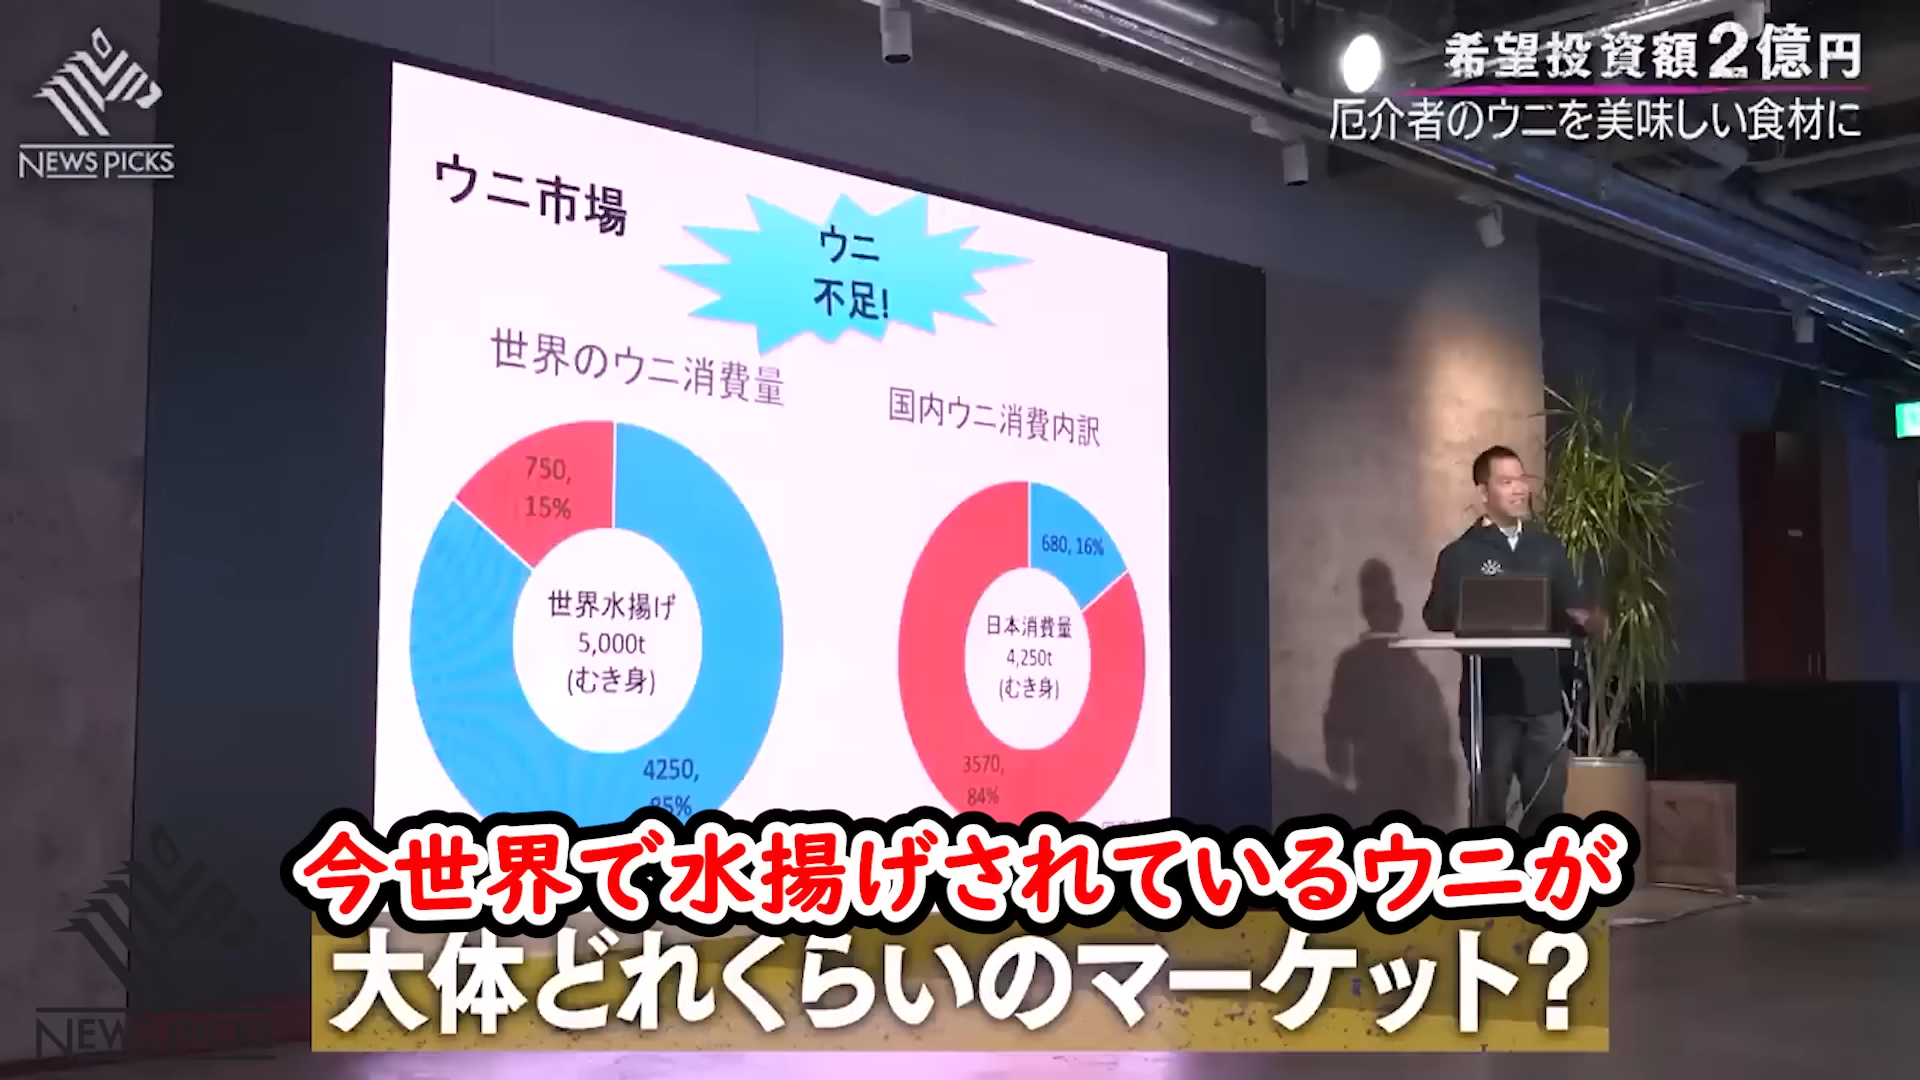 NEWS PICKS
希望投資額2億円
厄介者のウニを美味しい食材に
ウニ市場
ウニ
不足!
世界のウニ消費量
国内ウニ消費内訳
750,
15%
世界水揚げ
5,000t
(むき身)
4250,
85%
680, 16%
日本消費量
4,250t
(むき身)
3570,
84%
今世界で水揚げされているウニが
大体どれくらいのマーケット?
NEWS PICKS